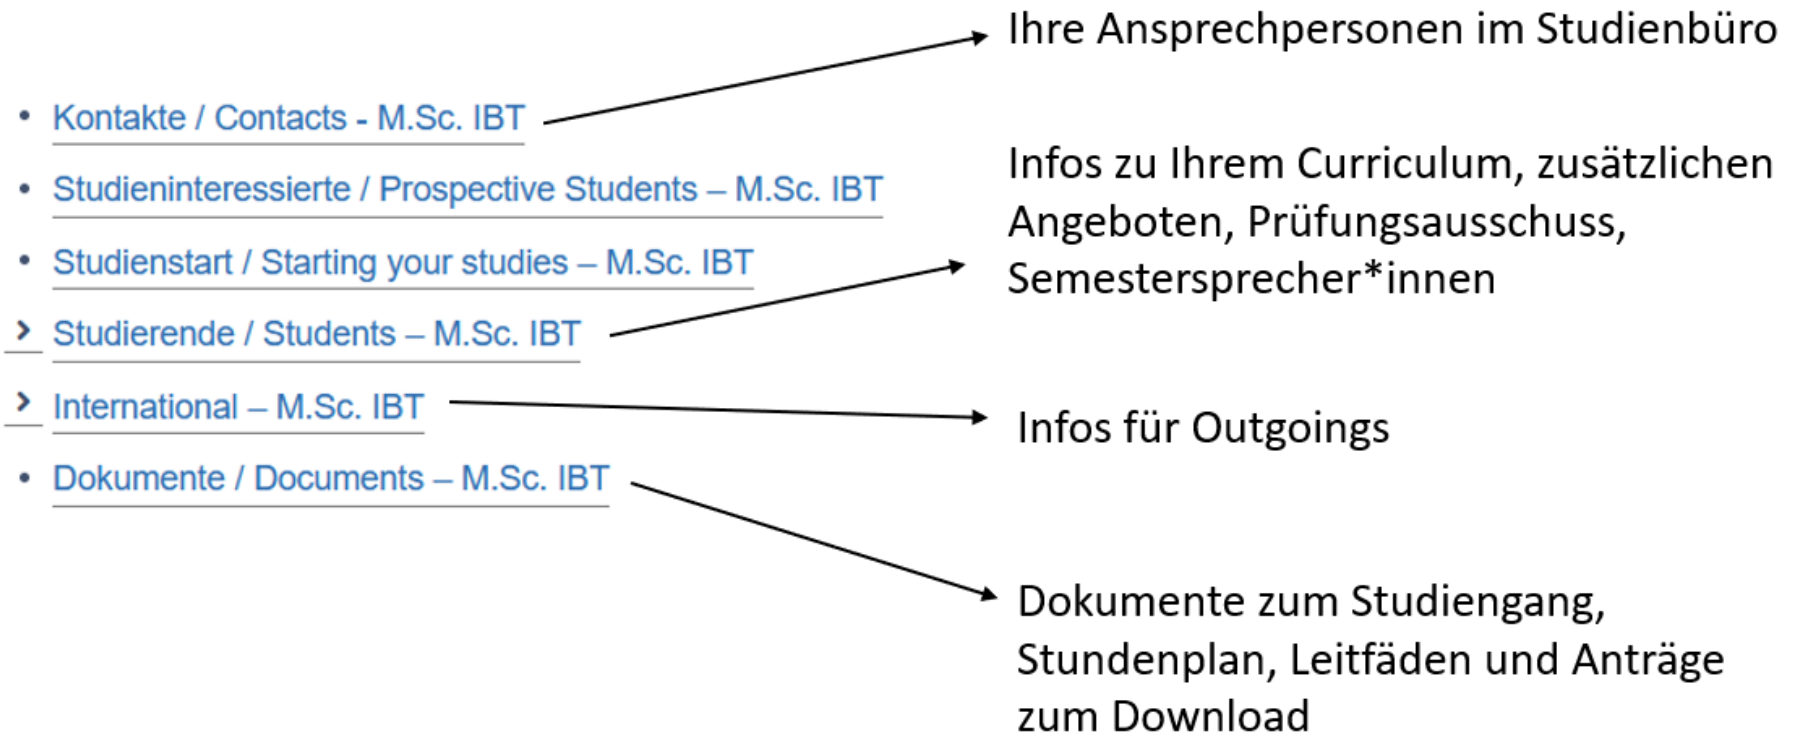 Ihre Ansprechpersonen im Studienbüro
Kontakte / Contacts - M.Sc. IBT
Studieninteressierte / Prospective Students – M.Sc. IBT
Studienstart / Starting your studies – M.Sc. IBT
Studierende / Students – M.Sc. IBT
International – M.Sc. IBT
Dokumente / Documents – M.Sc. IBT
Infos zu Ihrem Curriculum, zusätzlichen
Angeboten, Prüfungsausschuss,
Semestersprecher*innen
Infos für Outgoings
Dokumente zum Studiengang,
Stundenplan, Leitfäden und Anträge
zum Download